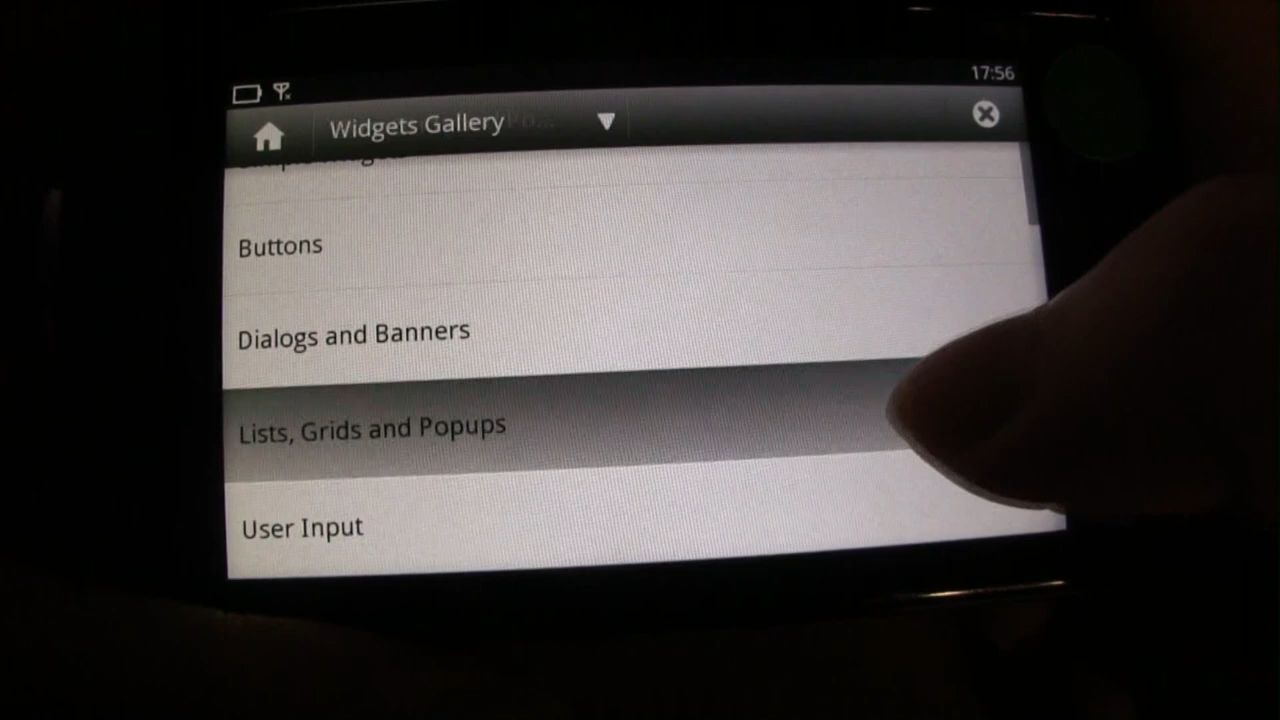 17:56
Widgets Gallery
Buttons
Dialogs and Banners
Lists, Grids and Popups
User Input